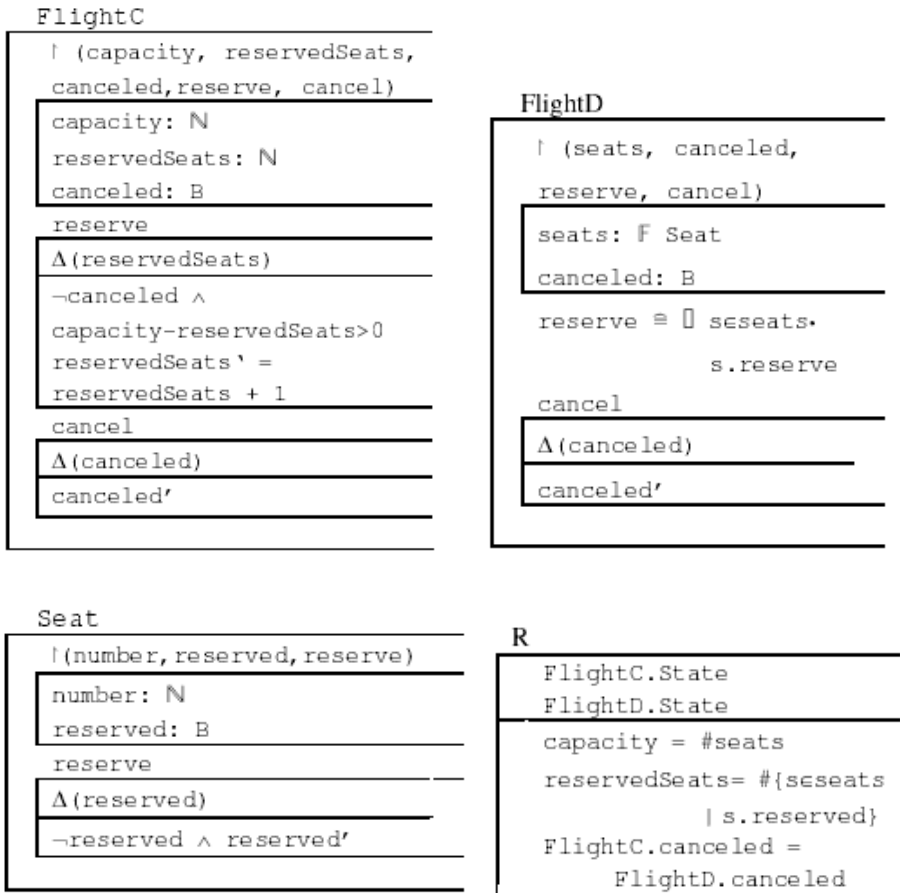 FlightC
↾ (capacity, reservedSeats,
canceled,reserve, cancel)
capacity: ℕ
reservedSeats: ℕ
canceled: B
reserve
Δ(reservedSeats)
¬canceled ∧
capacity-reservedSeats>0
reservedSeats‵ =
reservedSeats + 1
cancel
Δ(canceled)
canceled′
FlightD
↾ (seats, canceled,
reserve, cancel)
seats: 𝔽 Seat
canceled: B
reserve ≅ ▯ s∈seats•
s.reserve
cancel
Δ(canceled)
canceled′
Seat
↾(number,reserved,reserve)
number: ℕ
reserved: B
reserve
Δ(reserved)
¬reserved ∧ reserved′
R
FlightC.State
FlightD.State
capacity = #seats
reservedSeats= #{s∈seats
| s.reserved}
FlightC.canceled =
FlightD.canceled